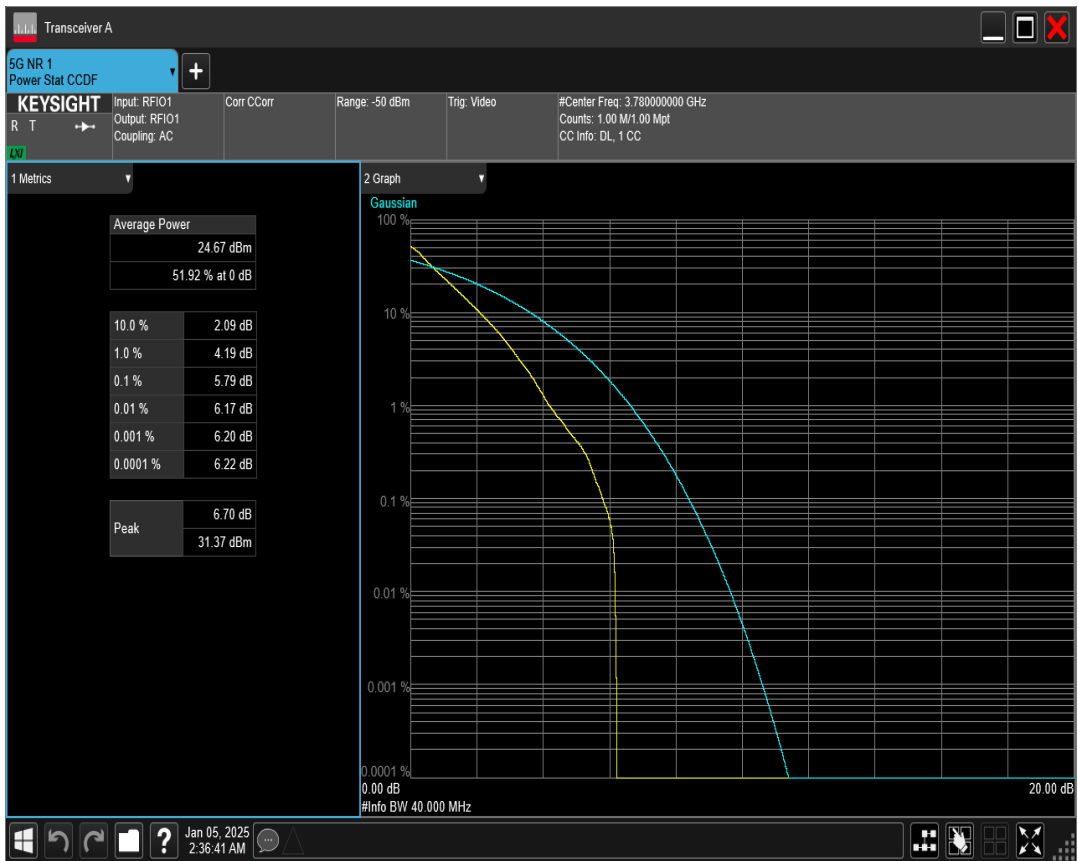 Transceiver A
5G NR 1
Power Stat CCDF
+
KEYSIGHT
R T
LXI
Input: RFIO1
Output: RFIO1
Coupling: AC
Corr CCorr
Range: -50 dBm
Trig: Video
#Center Freq: 3.780000000 GHz
Counts: 1.00 M/1.00 Mpt
CC Info: DL, 1 CC
1 Metrics
Average Power
24.67 dBm
51.92 % at 0 dB
10.0 % 2.09 dB
1.0 % 4.19 dB
0.1 % 5.79 dB
0.01 % 6.17 dB
0.001 % 6.20 dB
0.0001 % 6.22 dB
Peak
6.70 dB
31.37 dBm
2 Graph
Gaussian
100 %
10 %
1 %
0.1 %
0.01 %
0.001 %
0.0001 %
0.00 dB 20.00 dB
#Info BW 40.000 MHz
?
Jan 05, 2025
2:36:41 AM